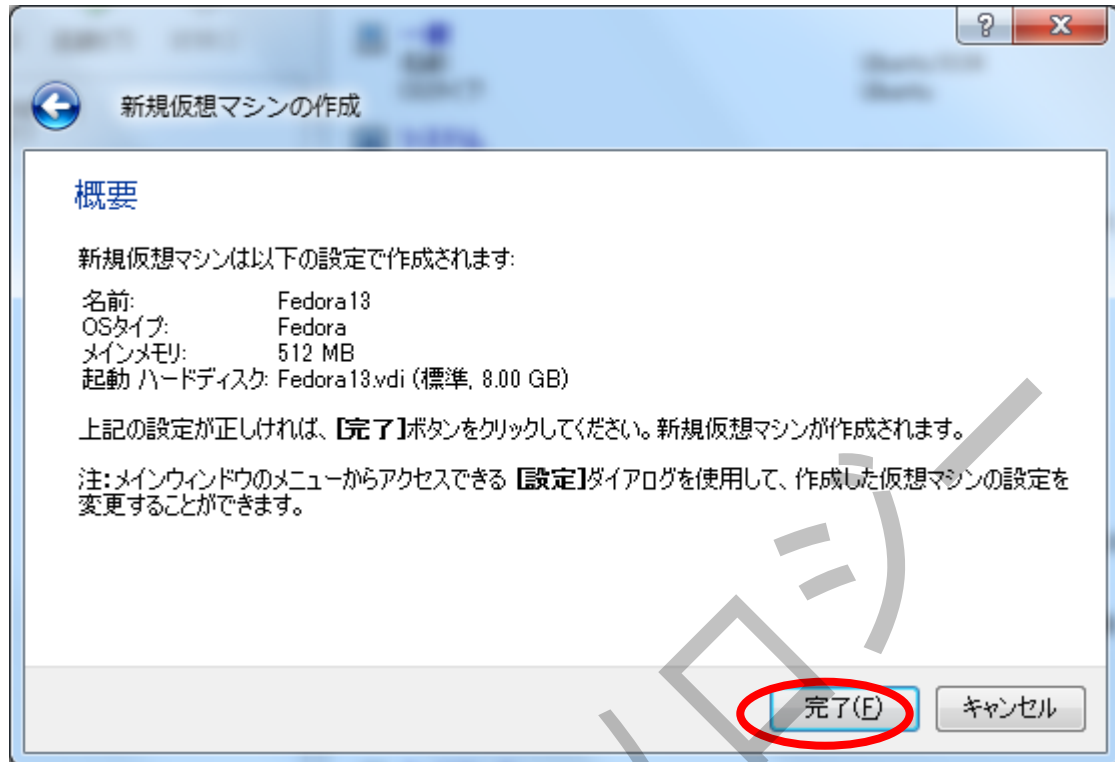 新規仮想マシンの作成
概要
新規仮想マシンは以下の設定で作成されます:
名前: Fedora13
OSタイプ: Fedora
メインメモリ: 512 MB
起動 ハードディスク: Fedora13.vdi (標準, 8.00 GB)
上記の設定が正しければ、【完了】ボタンをクリックしてください。新規仮想マシンが作成されます。
注:メインウィンドウのメニューからアクセスできる 【設定】ダイアログを使用して、作成した仮想マシンの設定を
変更することができます。
完了(F) キャンセル
ロジー